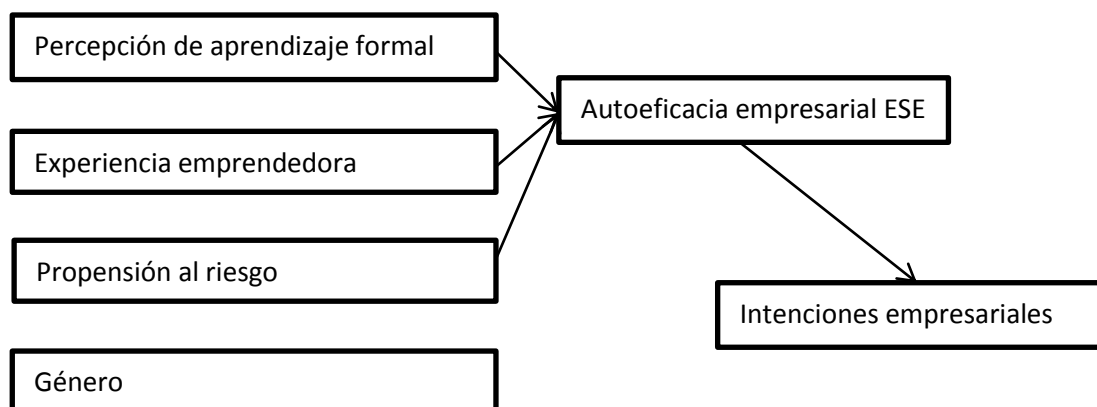 Percepción de aprendizaje formal
Autoeficacia empresarial ESE
Experiencia emprendedora
Propensión al riesgo
Intenciones empresariales
Género